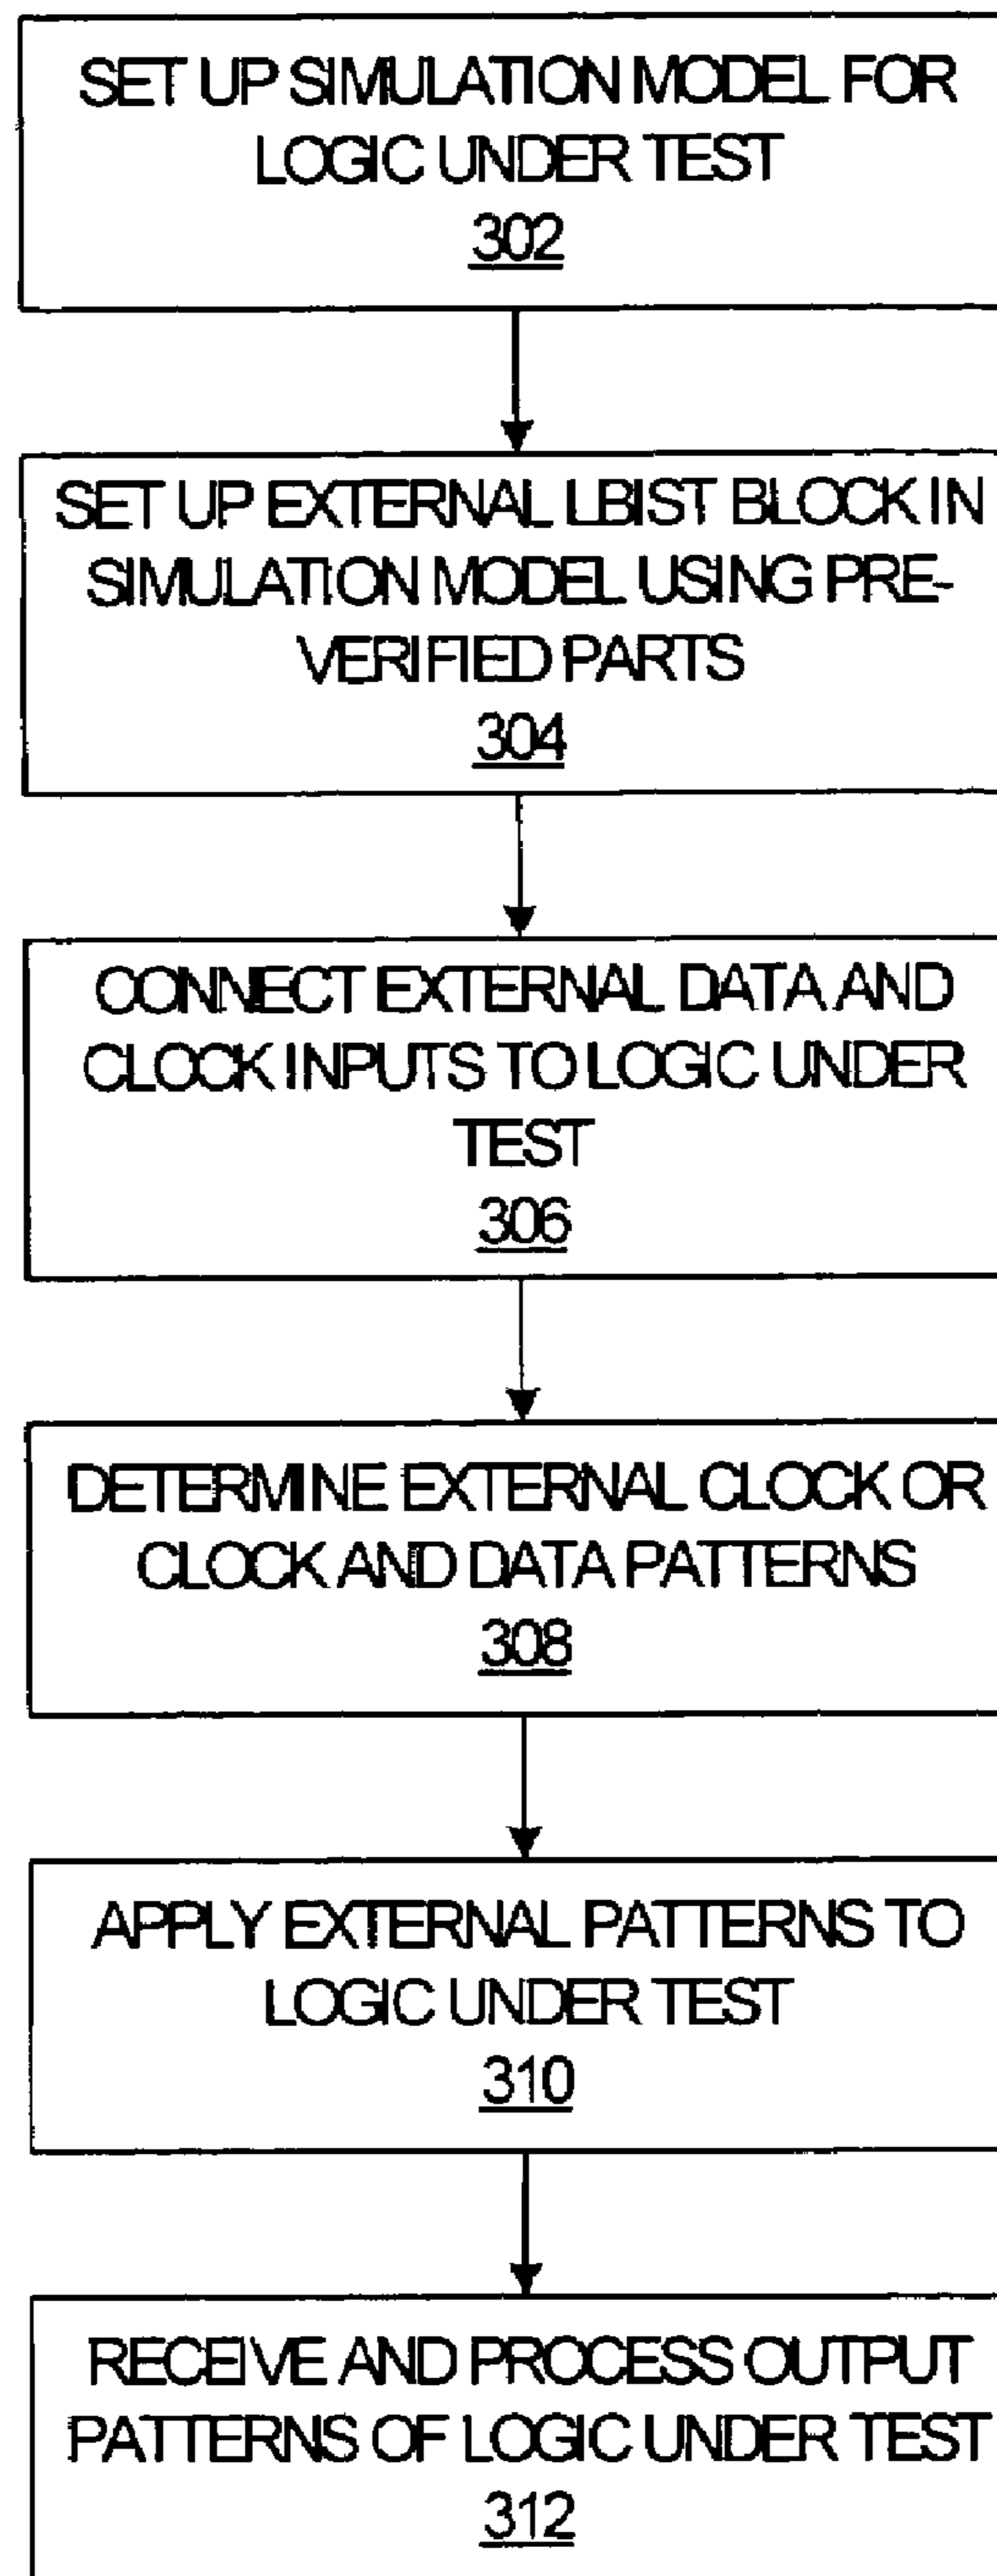 SET UP SIMULATION MODEL FOR
LOGIC UNDER TEST
302
SET UP EXTERNAL LBIST BLOCK IN
SIMULATION MODEL USING PRE-
VERIFIED PARTS
304
CONNECT EXTERNAL DATA AND
CLOCK INPUTS TO LOGIC UNDER
TEST
306
DETERMINE EXTERNAL CLOCK OR
CLOCK AND DATA PATTERNS
308
APPLY EXTERNAL PATTERNS TO
LOGIC UNDER TEST
310
RECEIVE AND PROCESS OUTPUT
PATTERNS OF LOGIC UNDER TEST
312